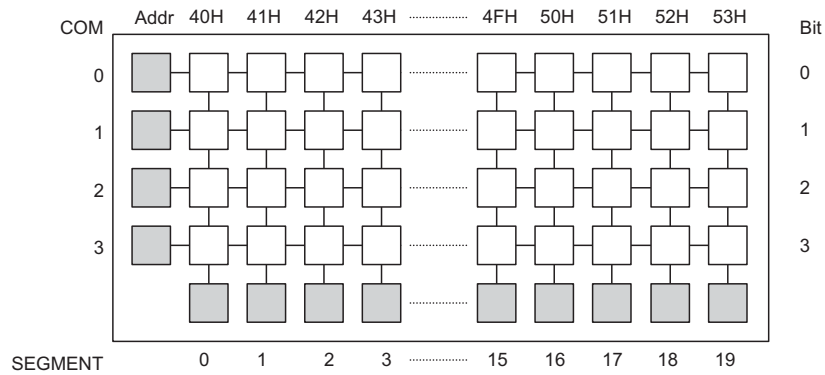 COM Addr 40H 41H 42H 43H 4FH 50H 51H 52H 53H Bit
0 0
1 1
2 2
3 3
SEGMENT 0 1 2 3 15 16 17 18 19